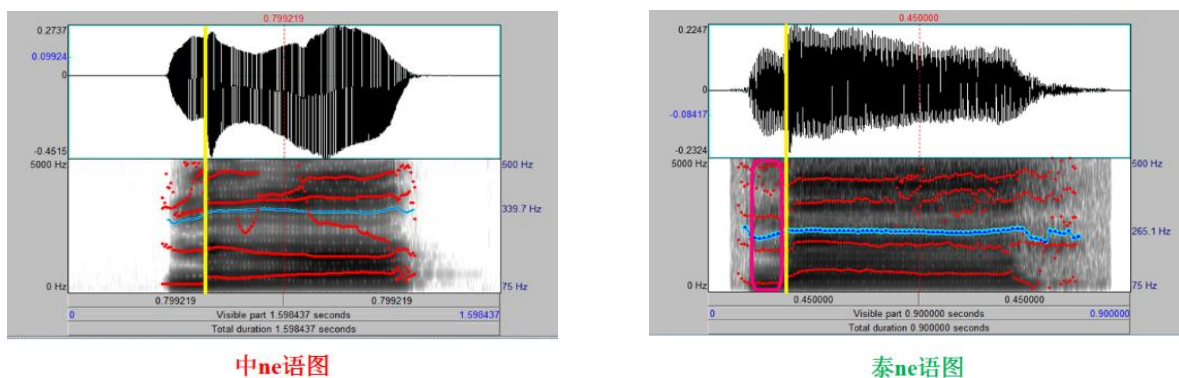 0.799219
0.2737
0.09924
0
-0.4515
5000 Hz
500 Hz
339.7 Hz
0 Hz
75 Hz
0.799219
0.799219
0
Visible part 1.598437 seconds
1.598437
Total duration 1.598437 seconds
中ne语图
0.450000
0.2247
0
-0.08417
-0.2324
5000 Hz
500 Hz
265.1 Hz
0 Hz
75 Hz
0.450000
0.450000
0
Visible part 0.900000 seconds
0.900000
Total duration 0.900000 seconds
泰ne语图